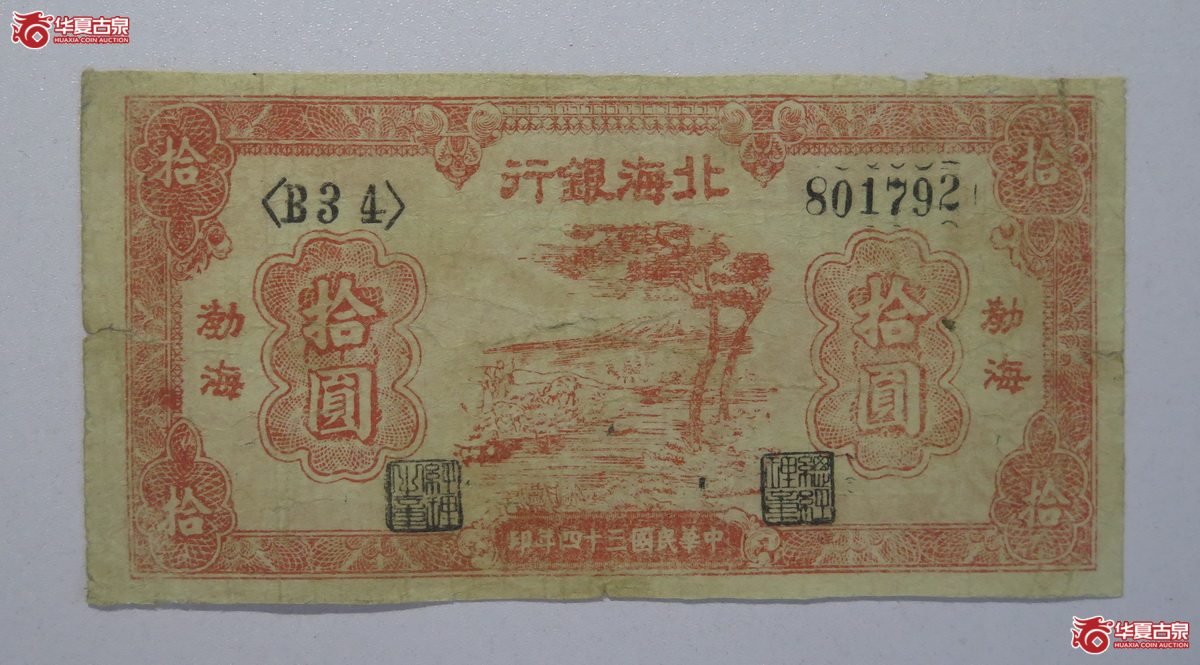 华夏古泉
HUAXIA COIN AUCTION
拾
拾
北海銀行
〈B34〉
801792
拾圓
拾圓
渤海
渤海
拾
拾
中華民國三十四年印
华夏古泉
HUAXIA COIN AUCTION